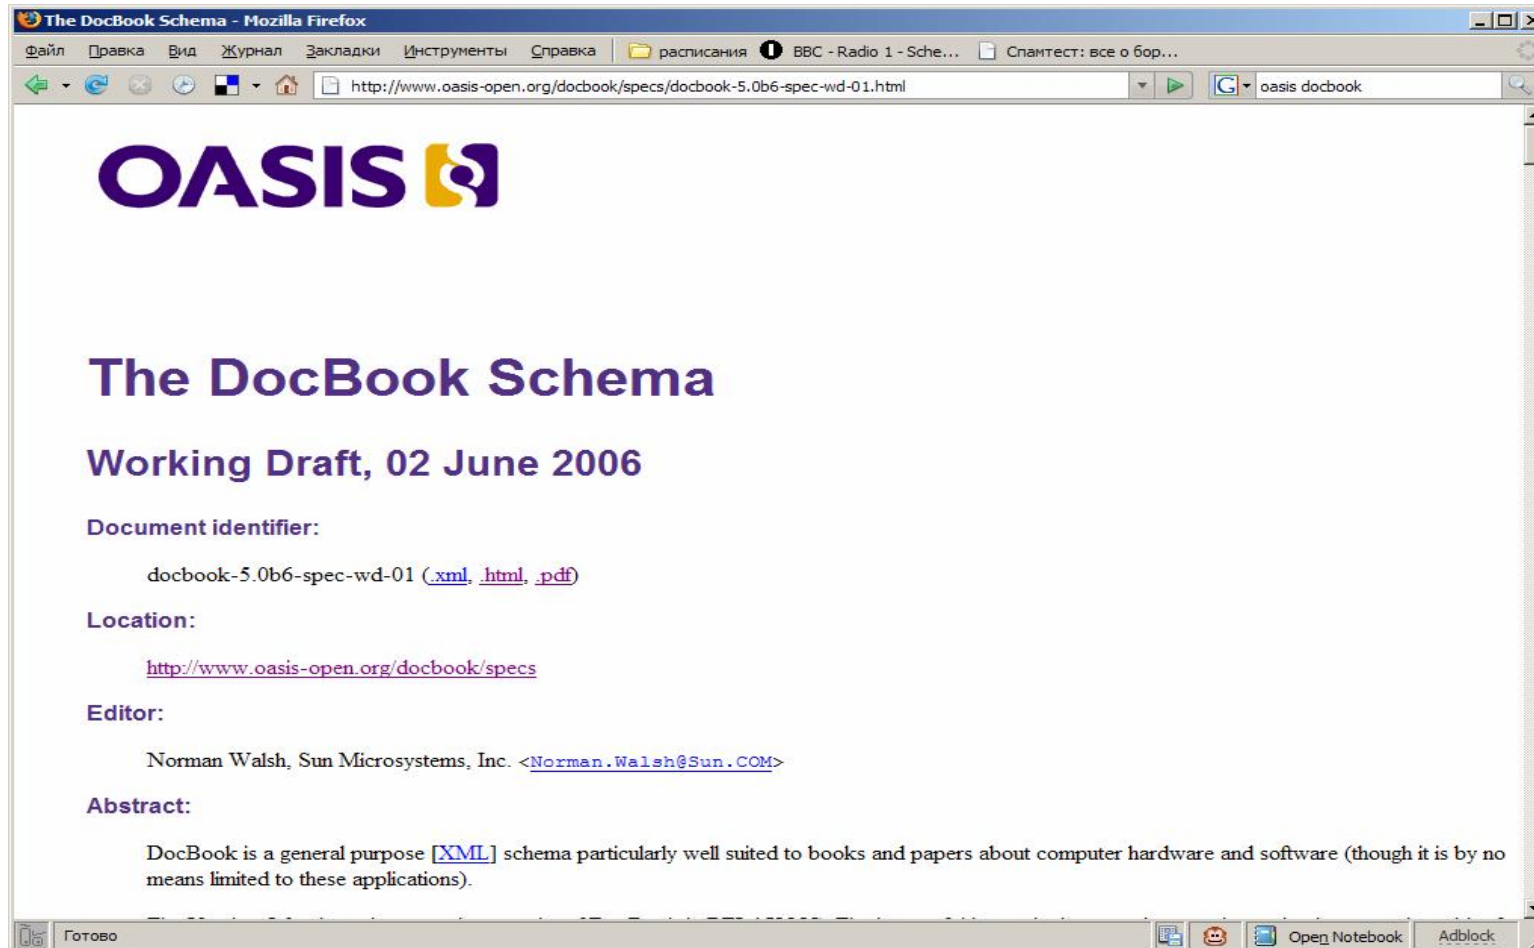 The DocBook Schema - Mozilla Firefox
Файл Правка Вид Журнал Закладки Инструменты Справка расписания BBC - Radio 1 - Sche... Спамтест: все о бор...
http://www.oasis-open.org/docbook/specs/docbook-5.0b6-spec-wd-01.html G oasis docbook
OASIS
The DocBook Schema
Working Draft, 02 June 2006
Document identifier:
docbook-5.0b6-spec-wd-01 (.xml, .html, .pdf)
Location:
http://www.oasis-open.org/docbook/specs
Editor:
Norman Walsh, Sun Microsystems, Inc. <Norman.Walsh@Sun.COM>
Abstract:
DocBook is a general purpose [XML] schema particularly well suited to books and papers about computer hardware and software (though it is by no
means limited to these applications).
Готово Open Notebook Adblock